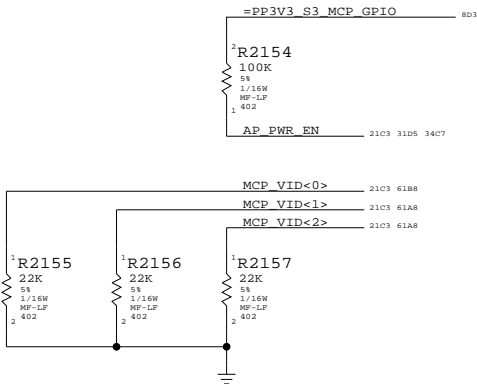 =PP3V3_S3_MCP_GPIO 8D3
2 R2154
100K
5%
1/16W
MF-LF
1 402
AP_PWR_EN 21C3 31D5 34C7
MCP_VID<0> 21C3 61B8
MCP_VID<1> 21C3 61A8
MCP_VID<2> 21C3 61A8
1 R2155 1 R2156 1 R2157
22K 22K 22K
5% 5% 5%
1/16W 1/16W 1/16W
MF-LF MF-LF MF-LF
2 402 2 402 2 402